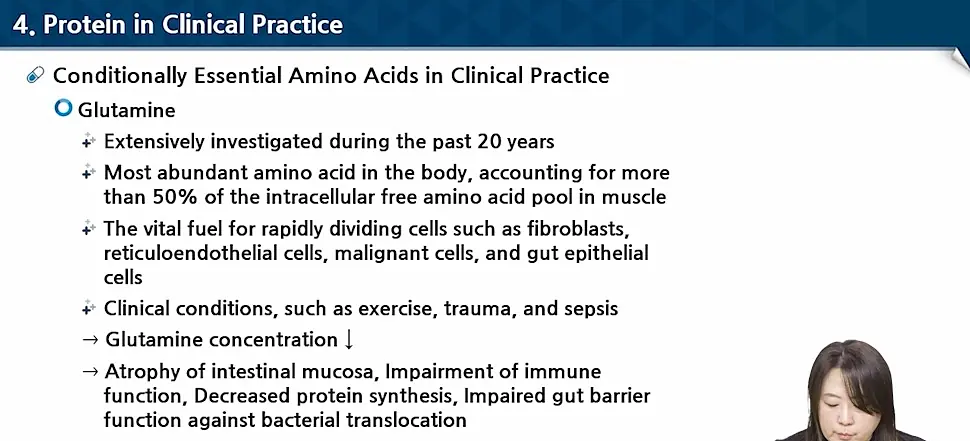 4. Protein in Clinical Practice
Conditionally Essential Amino Acids in Clinical Practice
Glutamine
Extensively investigated during the past 20 years
Most abundant amino acid in the body, accounting for more
than 50% of the intracellular free amino acid pool in muscle
The vital fuel for rapidly dividing cells such as fibroblasts,
reticuloendothelial cells, malignant cells, and gut epithelial
cells
Clinical conditions, such as exercise, trauma, and sepsis
→ Glutamine concentration ↓
→ Atrophy of intestinal mucosa, Impairment of immune
function, Decreased protein synthesis, Impaired gut barrier
function against bacterial translocation